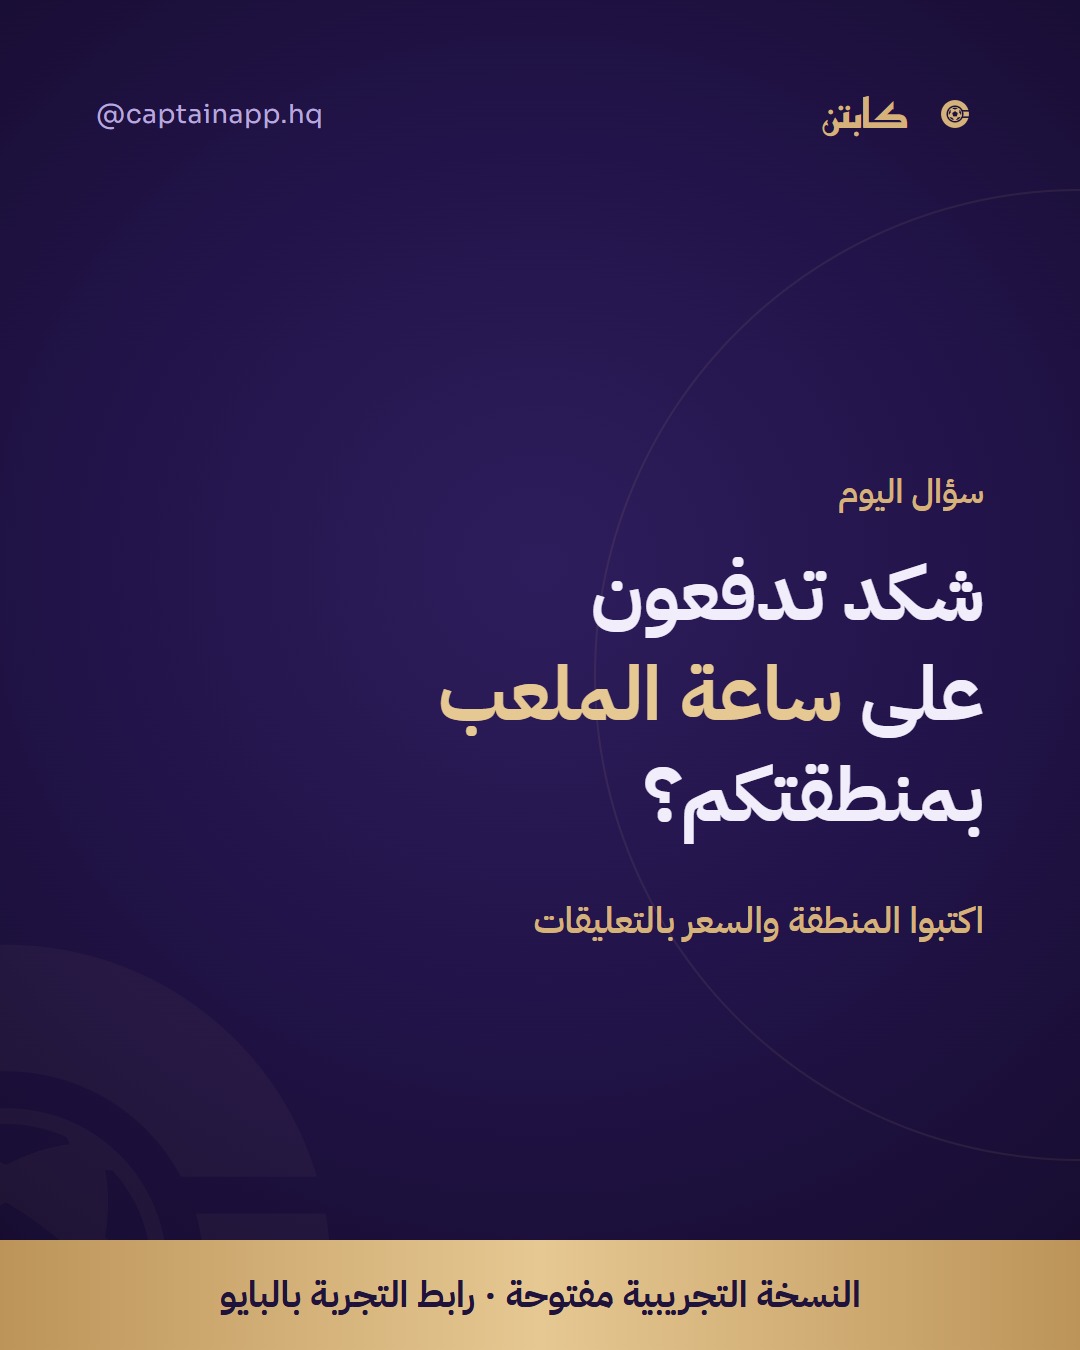 كابتن
@captainapp.hq
سؤال اليوم
شكد تدفعون
على ساعة الملعب
بمنطقتكم؟
اكتبوا المنطقة والسعر بالتعليقات
النسخة التجريبية مفتوحة · رابط التجربة بالبايو